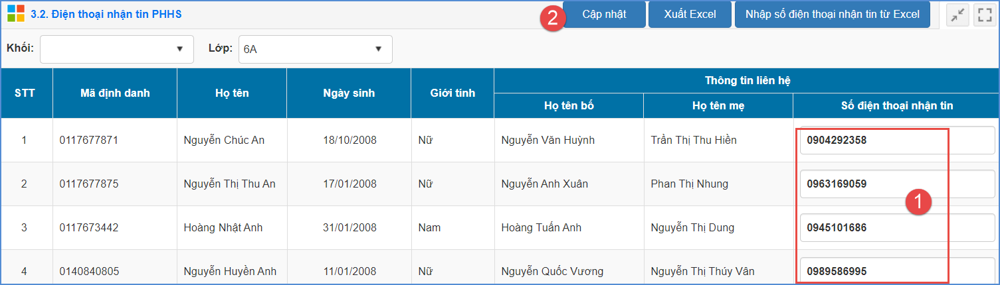 3.2. Điện thoại nhận tin PHHS
2 Cập nhật Xuất Excel Nhập số điện thoại nhận tin từ Excel
Khối: Lớp: 6A
STT Mã định danh Họ tên Ngày sinh Giới tính Thông tin liên hệ
Họ tên bố Họ tên mẹ Số điện thoại nhận tin
1 0117677871 Nguyễn Chúc An 18/10/2008 Nữ Nguyễn Văn Huỳnh Trần Thị Thu Hiền 0904292358
2 0117677875 Nguyễn Thị Thu An 17/01/2008 Nữ Nguyễn Anh Xuân Phan Thị Nhung 0963169059
1
3 0117673442 Hoàng Nhật Anh 31/01/2008 Nam Hoàng Tuấn Anh Nguyễn Thị Dung 0945101686
4 0140840805 Nguyễn Huyền Anh 11/01/2008 Nữ Nguyễn Quốc Vương Nguyễn Thị Thúy Vân 0989586995